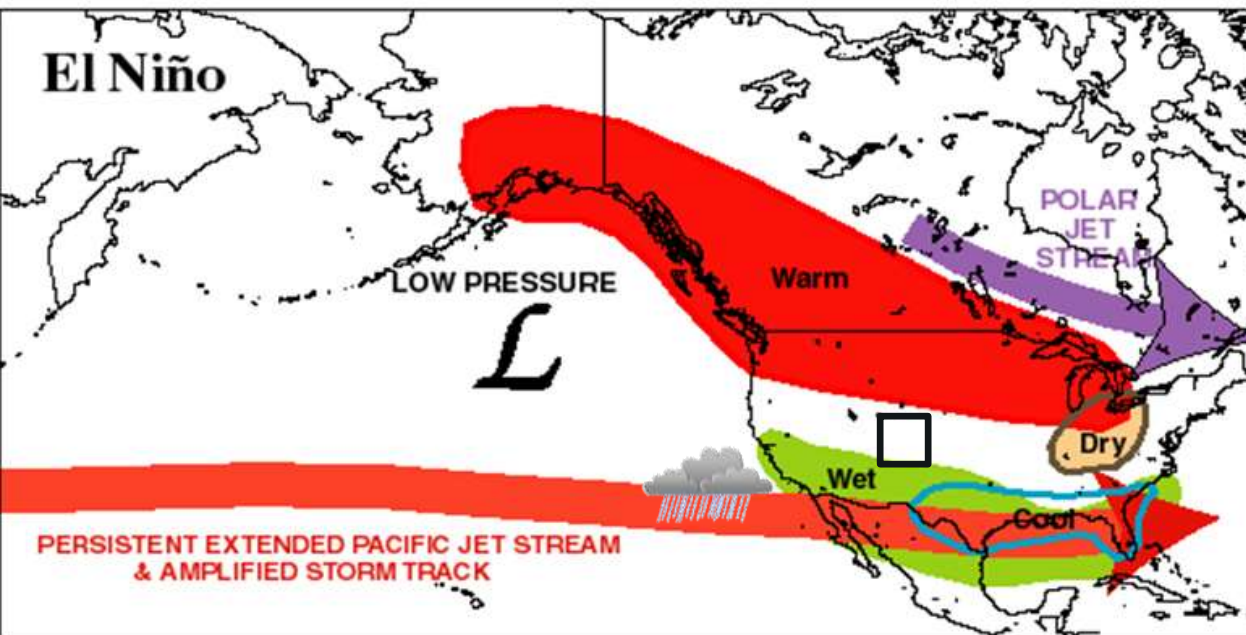 El Niño
POLAR
JET
STREAM
Warm
LOW PRESSURE
L
Dry
Wet
Cool
PERSISTENT EXTENDED PACIFIC JET STREAM
& AMPLIFIED STORM TRACK